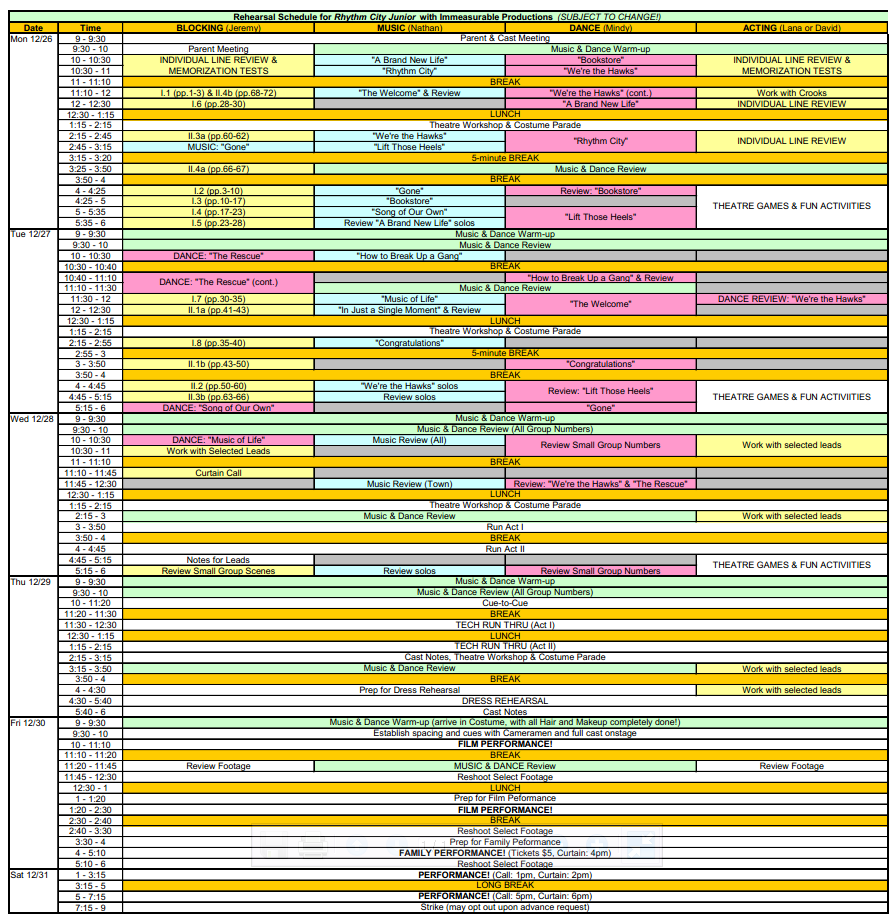 Rehearsal Schedule for Rhythm City Junior with Immeasurable Productions (SUBJECT TO CHANGE!)
Date Time BLOCKING (Jeremy) MUSIC (Nathan) DANCE (Mindy) ACTING (Lana or David)
Mon 12/26 9 - 9:30 Parent & Cast Meeting
9:30 - 10 Parent Meeting Music & Dance Warm-up
10 - 10:30 INDIVIDUAL LINE REVIEW & "A Brand New Life" "Bookstore" INDIVIDUAL LINE REVIEW &
10:30 - 11 MEMORIZATION TESTS "Rhythm City" "We're the Hawks" MEMORIZATION TESTS
11 - 11:10 BREAK
11:10 - 12 I.1 (pp.1-3) & II.4b (pp.68-72) "The Welcome" & Review "We're the Hawks" (cont.) Work with Crooks
12 - 12:30 I.6 (pp.28-30) "A Brand New Life" INDIVIDUAL LINE REVIEW
12:30 - 1:15 LUNCH
1:15 - 2:15 Theatre Workshop & Costume Parade
2:15 - 2:45 II.3a (pp.60-62) "We're the Hawks" "Rhythm City" INDIVIDUAL LINE REVIEW
2:45 - 3:15 MUSIC: "Gone" "Lift Those Heels"
3:15 - 3:20 5-minute BREAK
3:25 - 3:50 II.4a (pp.66-67) Music & Dance Review
3:50 - 4 BREAK
4 - 4:25 I.2 (pp.3-10) "Gone" Review: "Bookstore" THEATRE GAMES & FUN ACTIVIITIES
4:25 - 5 I.3 (pp.10-17) "Bookstore"
5 - 5:35 I.4 (pp.17-23) "Song of Our Own" "Lift Those Heels"
5:35 - 6 I.5 (pp.23-28) Review "A Brand New Life" solos
Tue 12/27 9 - 9:30 Music & Dance Warm-up
9:30 - 10 Music & Dance Review
10 - 10:30 DANCE: "The Rescue" "How to Break Up a Gang"
10:30 - 10:40 BREAK
10:40 - 11:10 DANCE: "The Rescue" (cont.) "How to Break Up a Gang" & Review
11:10 - 11:30 Music & Dance Review
11:30 - 12 I.7 (pp.30-35) "Music of Life" "The Welcome" DANCE REVIEW: "We're the Hawks"
12 - 12:30 II.1a (pp.41-43) "In Just a Single Moment" & Review
12:30 - 1:15 LUNCH
1:15 - 2:15 Theatre Workshop & Costume Parade
2:15 - 2:55 I.8 (pp.35-40) "Congratulations"
2:55 - 3 5-minute BREAK
3 - 3:50 II.1b (pp.43-50) "Congratulations"
3:50 - 4 BREAK
4 - 4:45 II.2 (pp.50-60) "We're the Hawks" solos Review: "Lift Those Heels" THEATRE GAMES & FUN ACTIVIITIES
4:45 - 5:15 II.3b (pp.63-66) Review solos
5:15 - 6 DANCE: "Song of Our Own" "Gone"
Wed 12/28 9 - 9:30 Music & Dance Warm-up
9:30 - 10 Music & Dance Review (All Group Numbers)
10 - 10:30 DANCE: "Music of Life" Music Review (All) Review Small Group Numbers Work with selected leads
10:30 - 11 Work with Selected Leads
11 - 11:10 BREAK
11:10 - 11:45 Curtain Call
11:45 - 12:30 Music Review (Town) Review: "We're the Hawks" & "The Rescue"
12:30 - 1:15 LUNCH
1:15 - 2:15 Theatre Workshop & Costume Parade
2:15 - 3 Music & Dance Review Work with selected leads
3 - 3:50 Run Act I
3:50 - 4 BREAK
4 - 4:45 Run Act II
4:45 - 5:15 Notes for Leads THEATRE GAMES & FUN ACTIVIITIES
5:15 - 6 Review Small Group Scenes Review solos Review Small Group Numbers
Thu 12/29 9 - 9:30 Music & Dance Warm-up
9:30 - 10 Music & Dance Review (All Group Numbers)
10 - 11:20 Cue-to-Cue
11:20 - 11:30 BREAK
11:30 - 12:30 TECH RUN THRU (Act I)
12:30 - 1:15 LUNCH
1:15 - 2:15 TECH RUN THRU (Act II)
2:15 - 3:15 Cast Notes, Theatre Workshop & Costume Parade
3:15 - 3:50 Music & Dance Review Work with selected leads
3:50 - 4 BREAK
4 - 4:30 Prep for Dress Rehearsal Work with selected leads
4:30 - 5:40 DRESS REHEARSAL
5:40 - 6 Cast Notes
Fri 12/30 9 - 9:30 Music & Dance Warm-up (arrive in Costume, with all Hair and Makeup completely done!)
9:30 - 10 Establish spacing and cues with Cameramen and full cast onstage
10 - 11:10 FILM PERFORMANCE!
11:10 - 11:20 BREAK
11:20 - 11:45 Review Footage MUSIC & DANCE Review Review Footage
11:45 - 12:30 Reshoot Select Footage
12:30 - 1 LUNCH
1 - 1:20 Prep for Film Peformance
1:20 - 2:30 FILM PERFORMANCE!
2:30 - 2:40 BREAK
2:40 - 3:30 Reshoot Select Footage
3:30 - 4 Prep for Family Peformance
4 - 5:10 FAMILY PERFORMANCE! (Tickets $5, Curtain: 4pm)
5:10 - 6 Reshoot Select Footage
Sat 12/31 1 - 3:15 PERFORMANCE! (Call: 1pm, Curtain: 2pm)
3:15 - 5 LONG BREAK
5 - 7:15 PERFORMANCE! (Call: 5pm, Curtain: 6pm)
7:15 - 9 Strike (may opt out upon advance request)